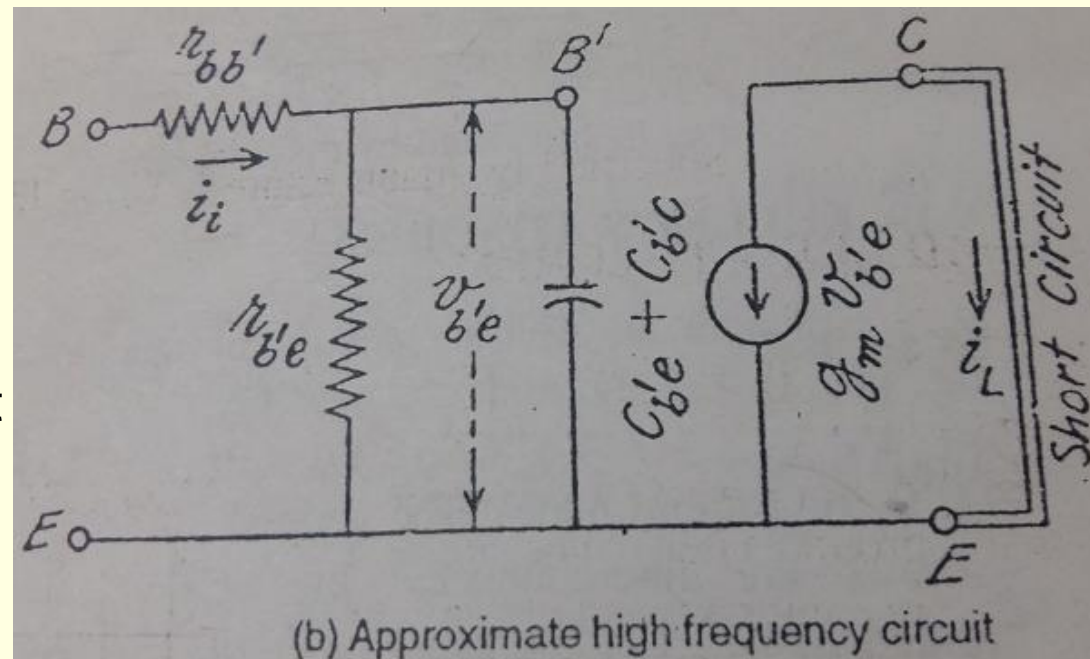 r_bb'
B'
C
B
i_i
r_b'e
v_b'e
C_b'e + C_b'c
g_m v_b'e
i_L
Short Circuit
E
E
(b) Approximate high frequency circuit